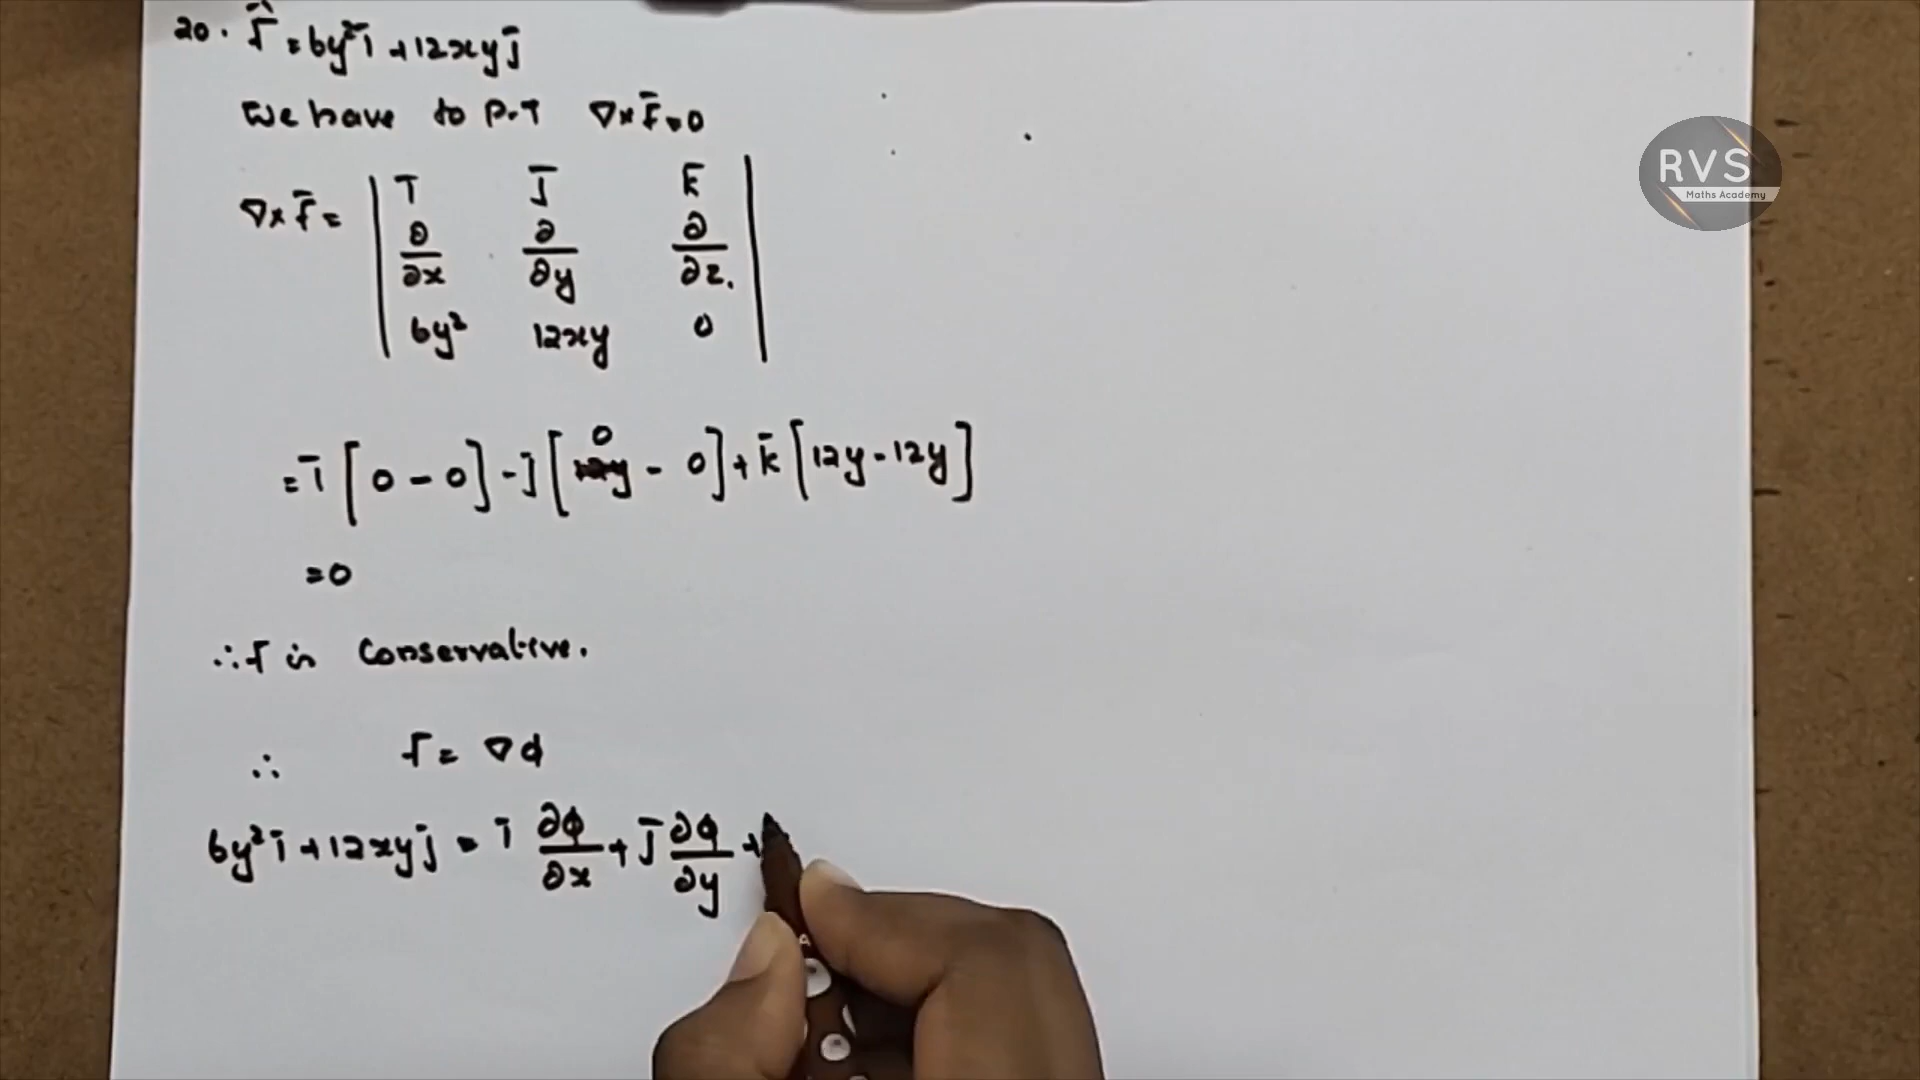 20. F̄ = 6y²ī + 12xyj̄
We have to P.T ∇×F̄=0
∇×F̄ = | ī j̄ k̄ |
∂/∂x ∂/∂y ∂/∂z.
6y² 12xy 0
= ī [0 - 0] - j [0 - 0] + k̄ [12y - 12y]
=0
∴ F is Conservative.
∴ F = ∇φ
6y²ī + 12xyj̄ = ī ∂φ/∂x + j̄ ∂φ/∂y +
RVS
Maths Academy